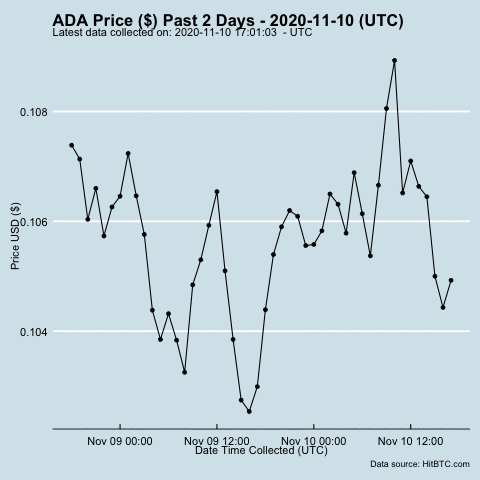 ADA Price ($) Past 2 Days - 2020-11-10 (UTC)
Latest data collected on: 2020-11-10 17:01:03 - UTC
0.108
0.106
0.104
Price USD ($)
Nov 09 00:00 Nov 09 12:00 Nov 10 00:00 Nov 10 12:00
Date Time Collected (UTC)
Data source: HitBTC.com